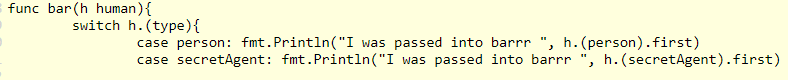 func bar(h human){
switch h.(type){
case person: fmt.Println("I was passed into barrr ", h.(person).first)
case secretAgent: fmt.Println("I was passed into barrr ", h.(secretAgent).first)